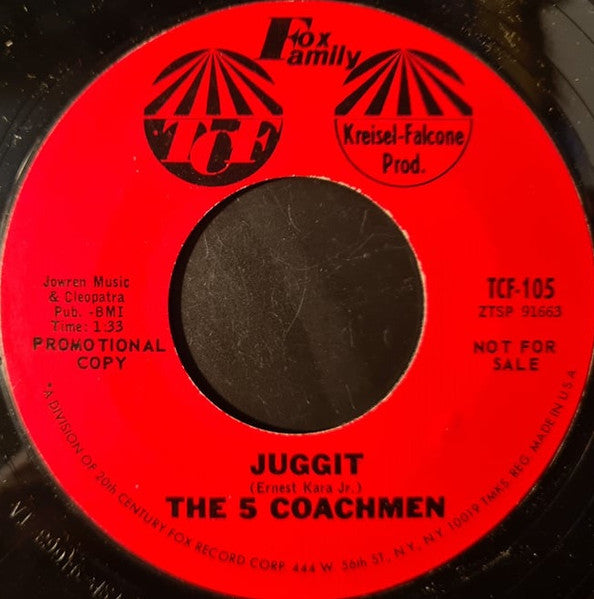 Fox
Family
TCF
Kreisel-Falcone
Prod.
Jowren Music
& Cleopatra
Pub. -BMI
Time: 1.33
PROMOTIONAL
COPY
TCF-105
ZTSP 91663
NOT FOR
SALE
JUGGIT
(Ernest Kara Jr.)
THE 5 COACHMEN
*A DIVISION OF 20th CENTURY FOX RECORD CORP. 444 W. 56th ST., N.Y., N.Y. 10019 TMKS. REG. MADE IN U.S.A.